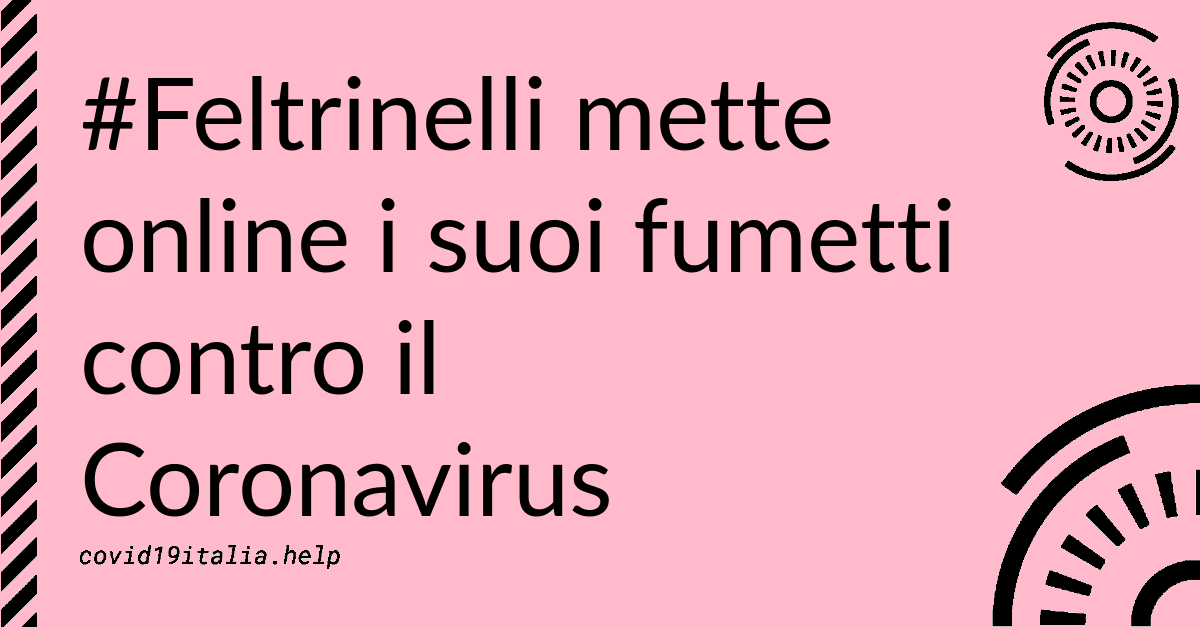 #Feltrinelli mette
online i suoi fumetti
contro il
Coronavirus
covid19italia.help